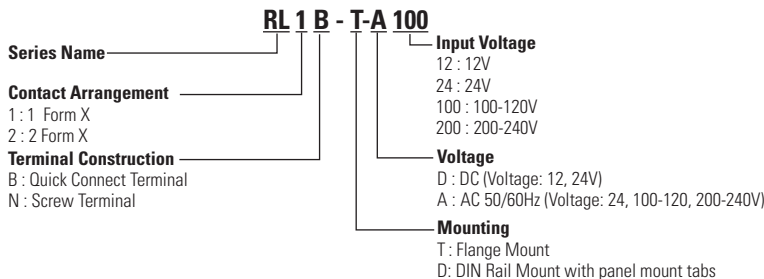 RL 1 B - T-A 100
Series Name
Contact Arrangement
1 : 1 Form X
2 : 2 Form X
Terminal Construction
B : Quick Connect Terminal
N : Screw Terminal
Input Voltage
12 : 12V
24 : 24V
100 : 100-120V
200 : 200-240V
Voltage
D : DC (Voltage: 12, 24V)
A : AC 50/60Hz (Voltage: 24, 100-120, 200-240V)
Mounting
T : Flange Mount
D: DIN Rail Mount with panel mount tabs